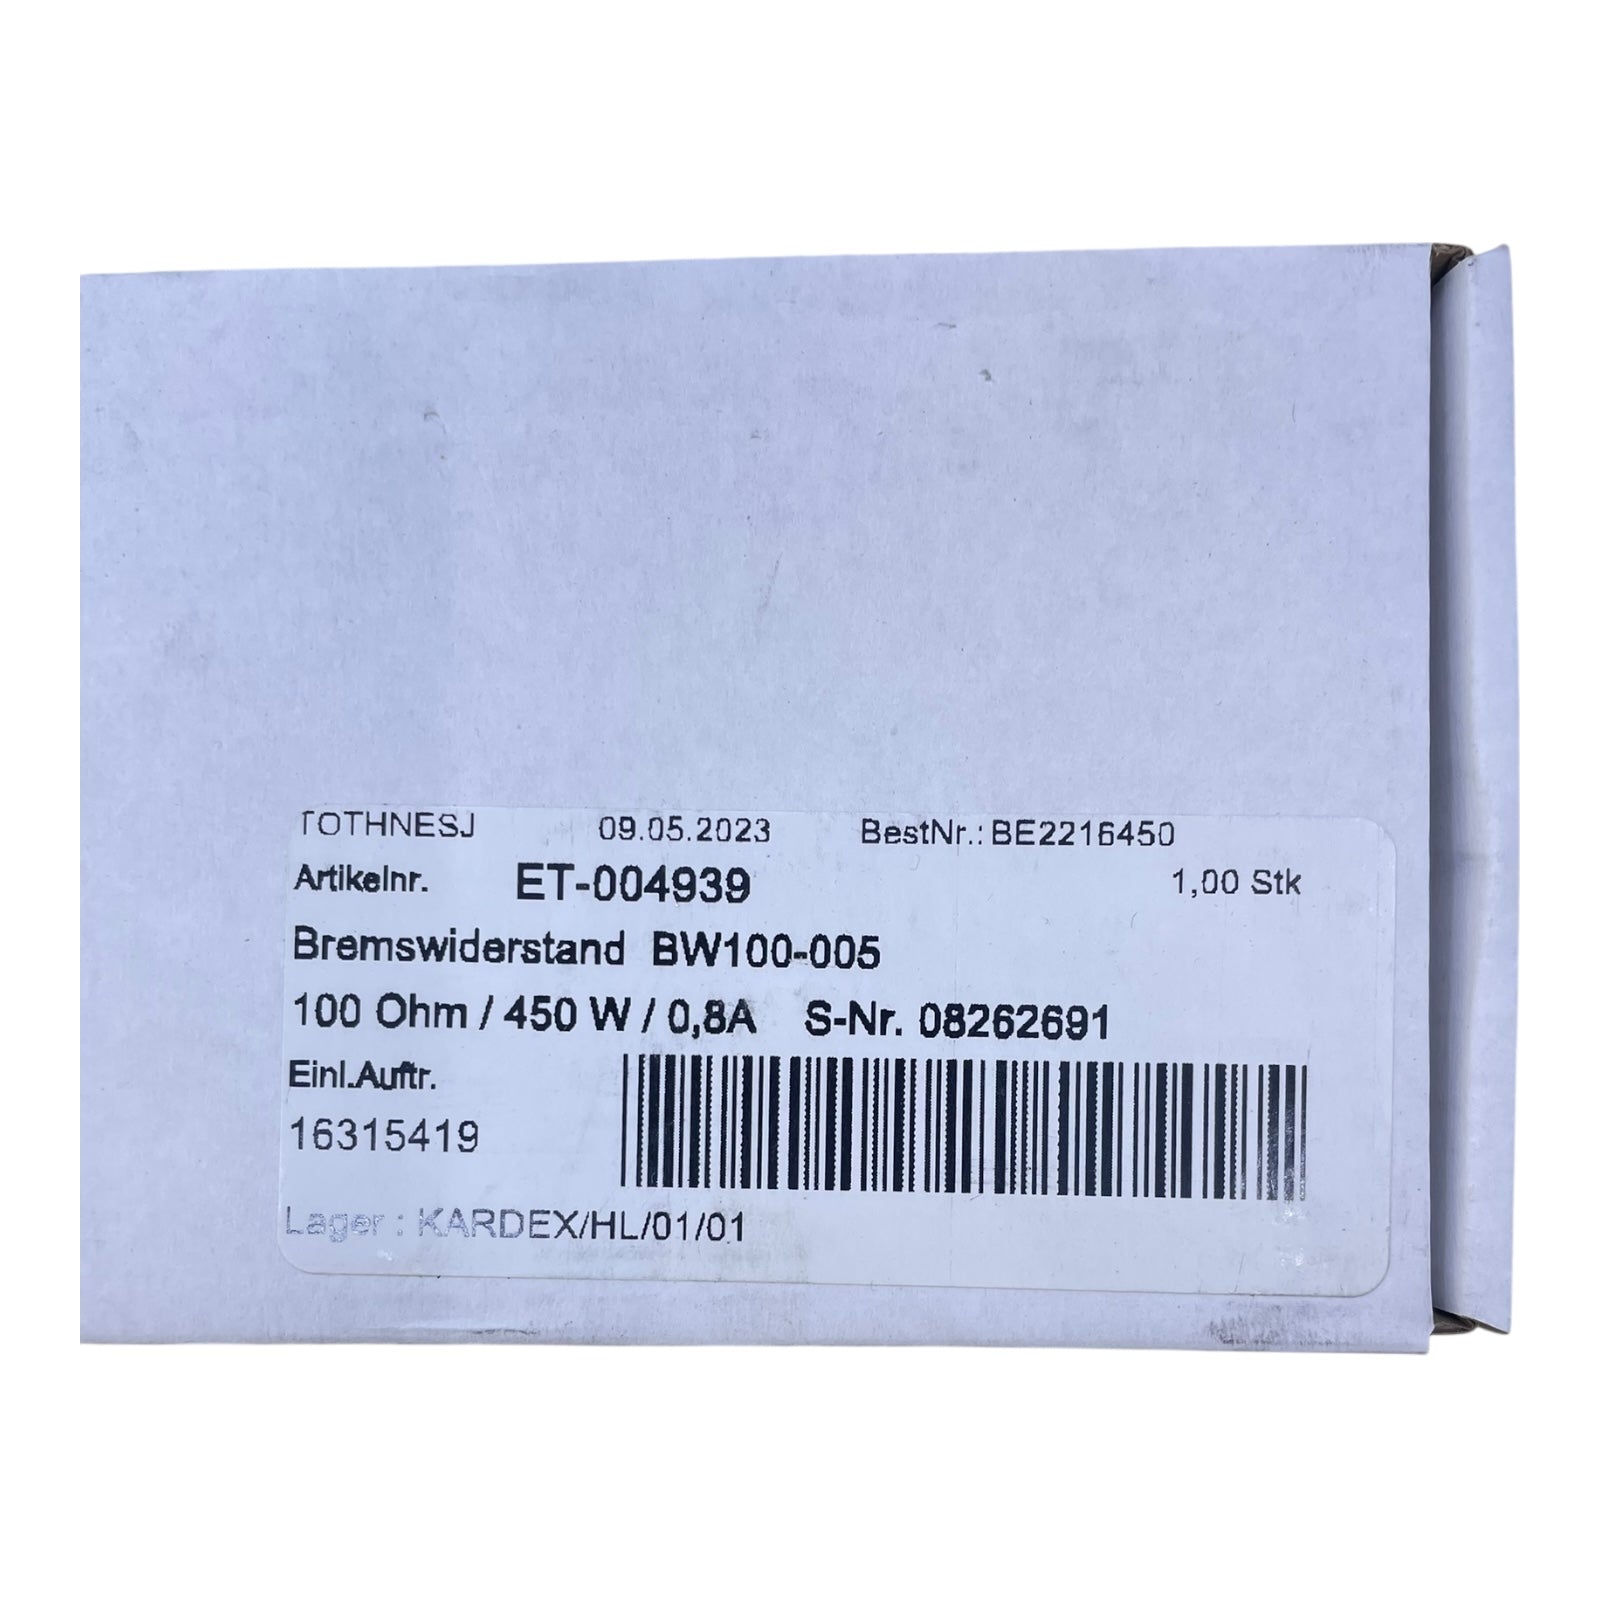 TOTHNESJ 09.05.2023 BestNr.: BE2216450
Artikelnr. ET-004939 1,00 Stk
Bremswiderstand BW100-005
100 Ohm / 450 W / 0,8A S-Nr. 08262691
Einl.Auftr.
16315419
Lager : KARDEX/HL/01/01